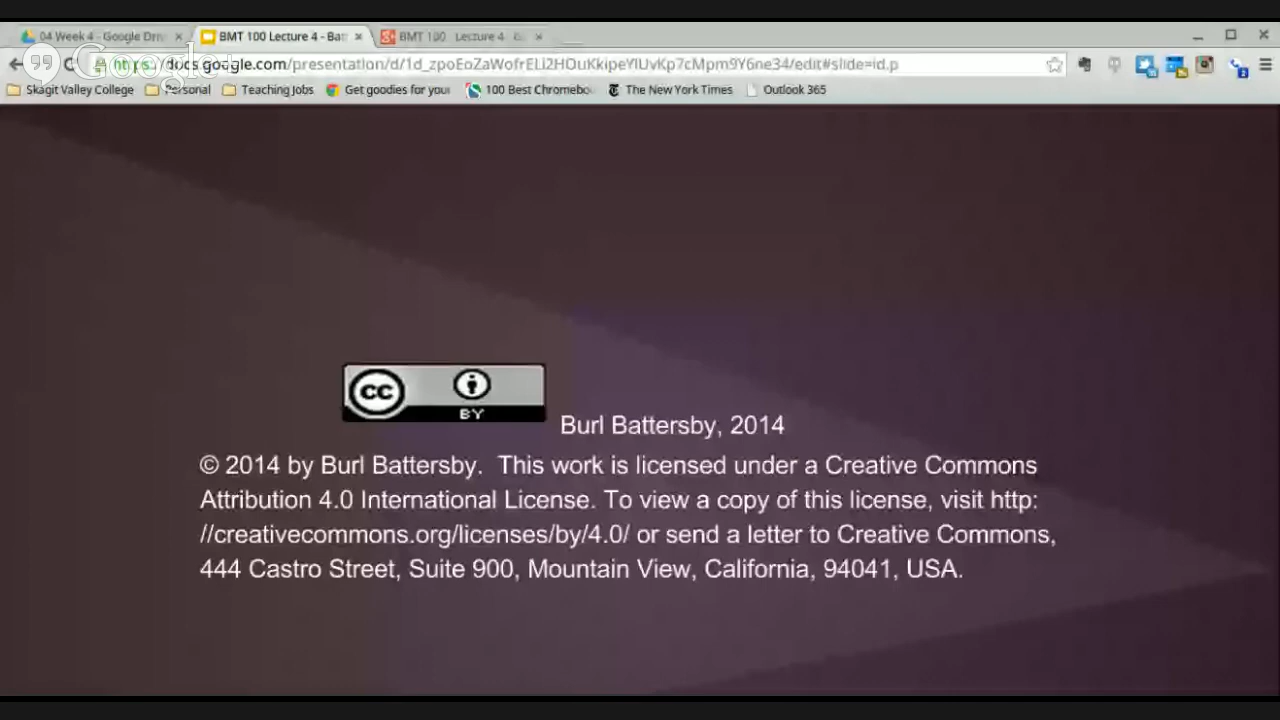 04 Week 4 - Google Driv
BMT 100 Lecture 4 - Bat
BMT 100 Lecture 4
Google+
https://docs.google.com/presentation/d/
/edit#slide=id.p
Skagit Valley College
Personal
Teaching Jobs
Get goodies for your
100 Best Chromebo
The New York Times
Outlook 365
CC
BY
Burl Battersby, 2014
© 2014 by Burl Battersby. This work is licensed under a Creative Commons
Attribution 4.0 International License. To view a copy of this license, visit http:
//creativecommons.org/licenses/by/4.0/ or send a letter to Creative Commons,
444 Castro Street, Suite 900, Mountain View, California, 94041, USA.